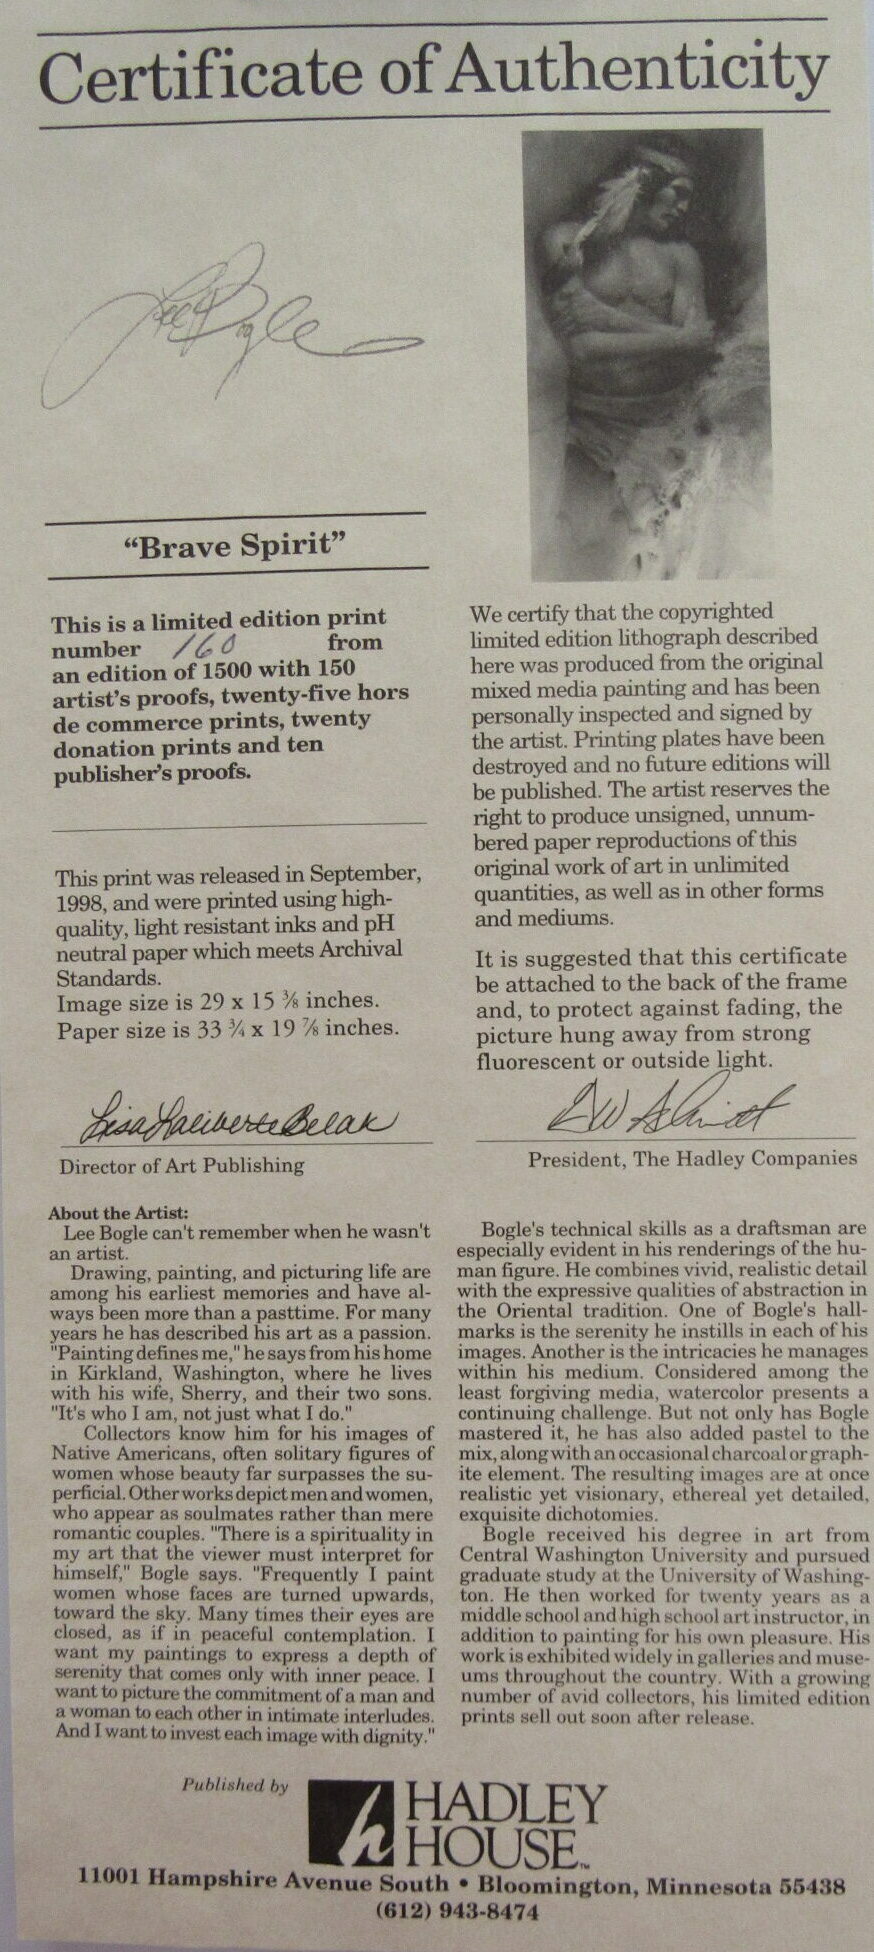 Certificate of Authenticity
Lee Bogle
"Brave Spirit"
This is a limited edition print
number 160 from
an edition of 1500 with 150
artist's proofs, twenty-five hors
de commerce prints, twenty
donation prints and ten
publisher's proofs.
This print was released in September,
1998, and were printed using high-
quality, light resistant inks and pH
neutral paper which meets Archival
Standards.
Image size is 29 x 15 ⅜ inches.
Paper size is 33 ¾ x 19 ⅞ inches.
We certify that the copyrighted
limited edition lithograph described
here was produced from the original
mixed media painting and has been
personally inspected and signed by
the artist. Printing plates have been
destroyed and no future editions will
be published. The artist reserves the
right to produce unsigned, unnum-
bered paper reproductions of this
original work of art in unlimited
quantities, as well as in other forms
and mediums.
It is suggested that this certificate
be attached to the back of the frame
and, to protect against fading, the
picture hung away from strong
fluorescent or outside light.
Lisa Laliberte Belak
Director of Art Publishing
President, The Hadley Companies
About the Artist:
Lee Bogle can't remember when he wasn't
an artist.
Drawing, painting, and picturing life are
among his earliest memories and have al-
ways been more than a pasttime. For many
years he has described his art as a passion.
"Painting defines me," he says from his home
in Kirkland, Washington, where he lives
with his wife, Sherry, and their two sons.
"It's who I am, not just what I do."
Collectors know him for his images of
Native Americans, often solitary figures of
women whose beauty far surpasses the su-
perficial. Other works depict men and women,
who appear as soulmates rather than mere
romantic couples. "There is a spirituality in
my art that the viewer must interpret for
himself," Bogle says. "Frequently I paint
women whose faces are turned upwards,
toward the sky. Many times their eyes are
closed, as if in peaceful contemplation. I
want my paintings to express a depth of
serenity that comes only with inner peace. I
want to picture the commitment of a man and
a woman to each other in intimate interludes.
And I want to invest each image with dignity."
Bogle's technical skills as a draftsman are
especially evident in his renderings of the hu-
man figure. He combines vivid, realistic detail
with the expressive qualities of abstraction in
the Oriental tradition. One of Bogle's hall-
marks is the serenity he instills in each of his
images. Another is the intricacies he manages
within his medium. Considered among the
least forgiving media, watercolor presents a
continuing challenge. But not only has Bogle
mastered it, he has also added pastel to the
mix, along with an occasional charcoal or graph-
ite element. The resulting images are at once
realistic yet visionary, ethereal yet detailed,
exquisite dichotomies.
Bogle received his degree in art from
Central Washington University and pursued
graduate study at the University of Washing-
ton. He then worked for twenty years as a
middle school and high school art instructor, in
addition to painting for his own pleasure. His
work is exhibited widely in galleries and muse-
ums throughout the country. With a growing
number of avid collectors, his limited edition
prints sell out soon after release.
Published by
HADLEY
HOUSE™
11001 Hampshire Avenue South • Bloomington, Minnesota 55438
(612) 943-8474